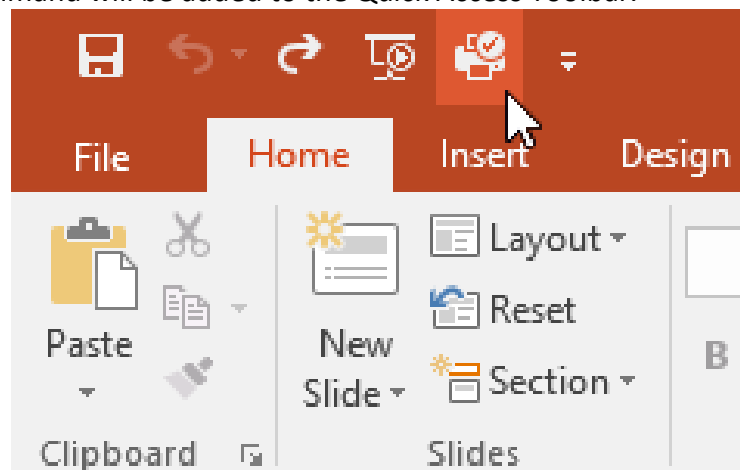 mand will be added to the Quick Access Toolbar.
File Home Insert Design
Layout
Reset
Paste New
Slide Section
B
Clipboard Slides